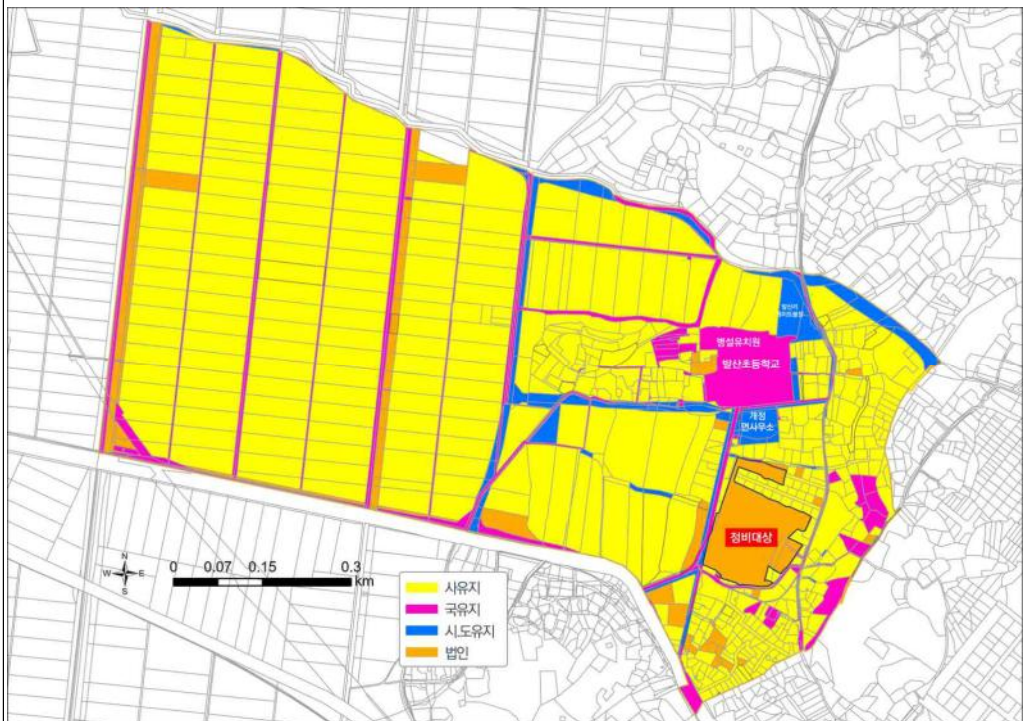 병설유치원
발산초등학교
개정
면사무소
정비대상
N
W E
S
0 0.07 0.15 0.3
km
사유지
국유지
시.도유지
법인